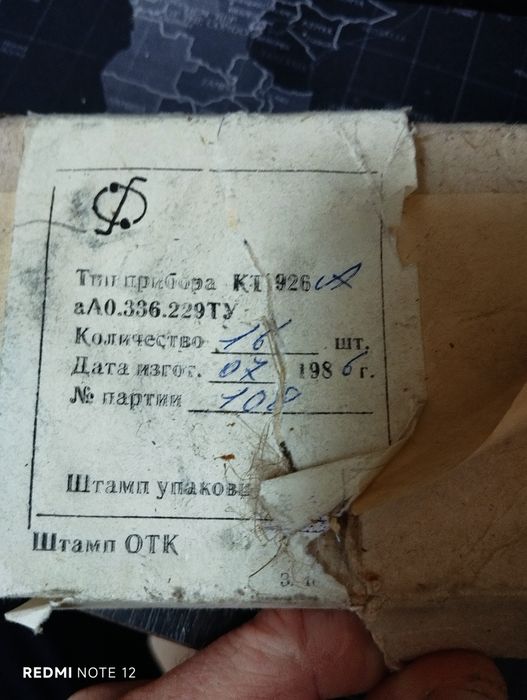 Тип прибора КТ926А
аА0.336.229ТУ
Количество 16 шт.
Дата изгот. 07 1986 г.
№ партии 108
Штамп упаковщ
Штамп ОТК
REDMI NOTE 12